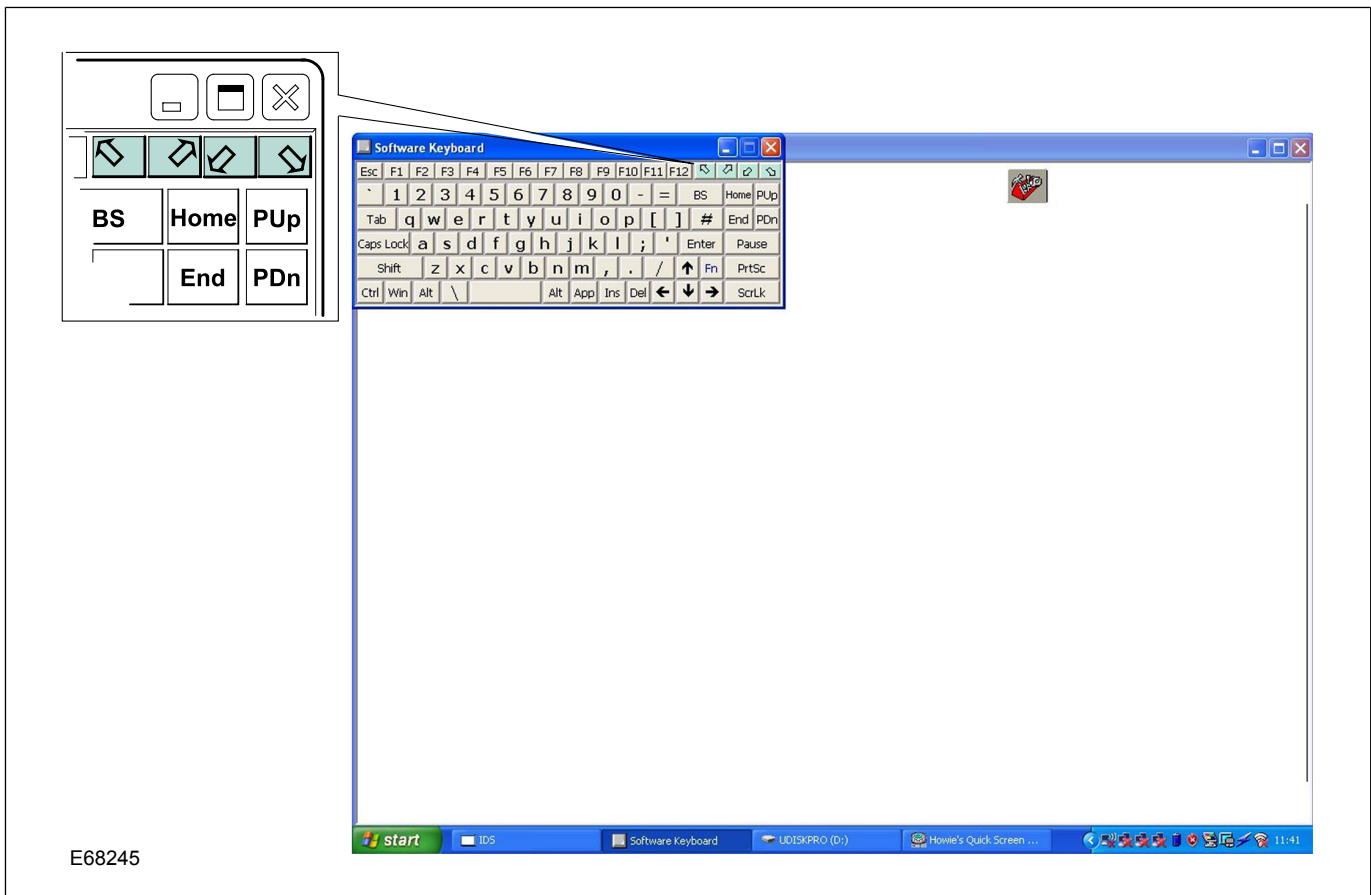 BS Home PUp
End PDn
Software Keyboard
Esc F1 F2 F3 F4 F5 F6 F7 F8 F9 F10 F11 F12
` 1 2 3 4 5 6 7 8 9 0 - = BS Home PUp
Tab q w e r t y u i o p [ ] # End PDn
Caps Lock a s d f g h j k l ; ' Enter Pause
Shift z x c v b n m , . / ↑ Fn PrtSc
Ctrl Win Alt \ Alt App Ins Del ← ↓ → ScrLk
start IDS Software Keyboard UDISKPRO (D:) Howie's Quick Screen ... 11:41
E68245